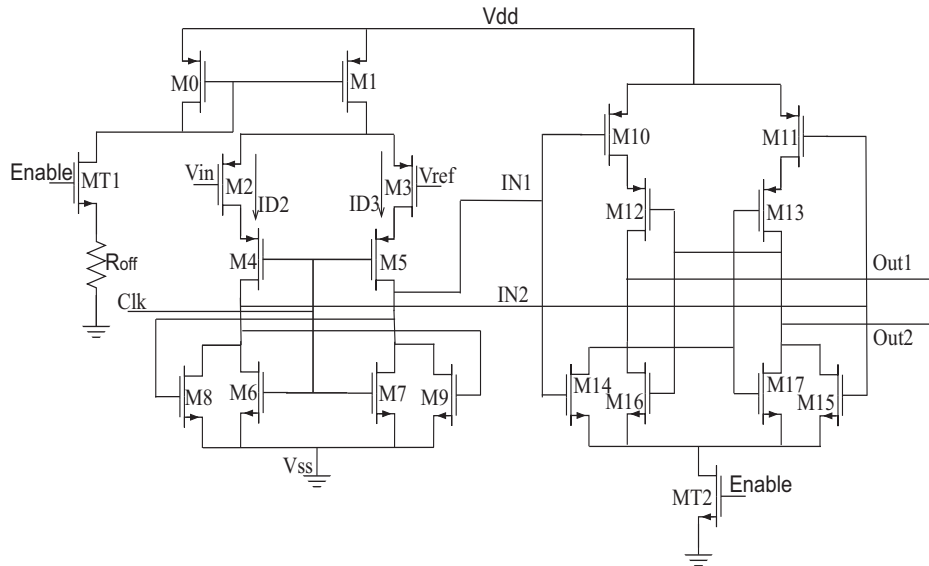 Vdd
M0
M1
M10
M11
Enable
MT1
Vin
M2
M3
Vref
ID2
ID3
IN1
M12
M13
Roff
M4
M5
Clk
IN2
Out1
Out2
M8
M6
M7
M9
M14
M16
M17
M15
Vss
MT2
Enable